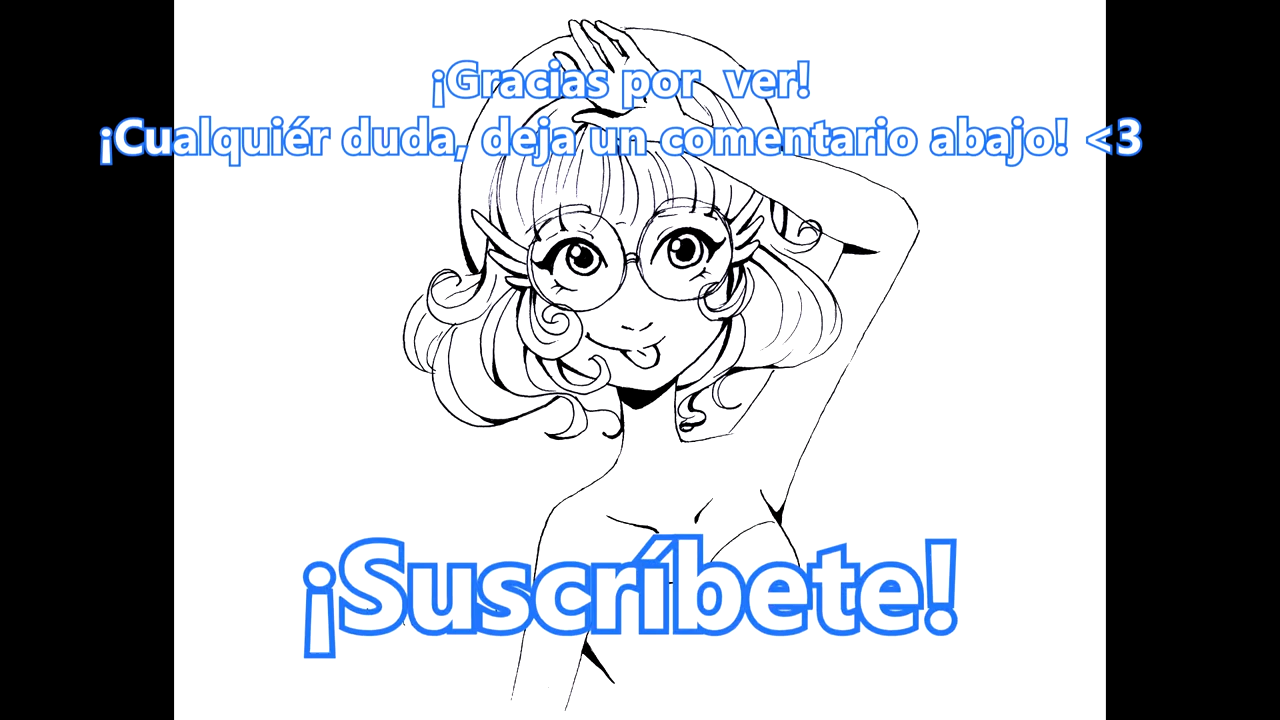 ¡Gracias por  ver!
¡Cualquiér duda, deja un comentario abajo! <3
¡Suscríbete!